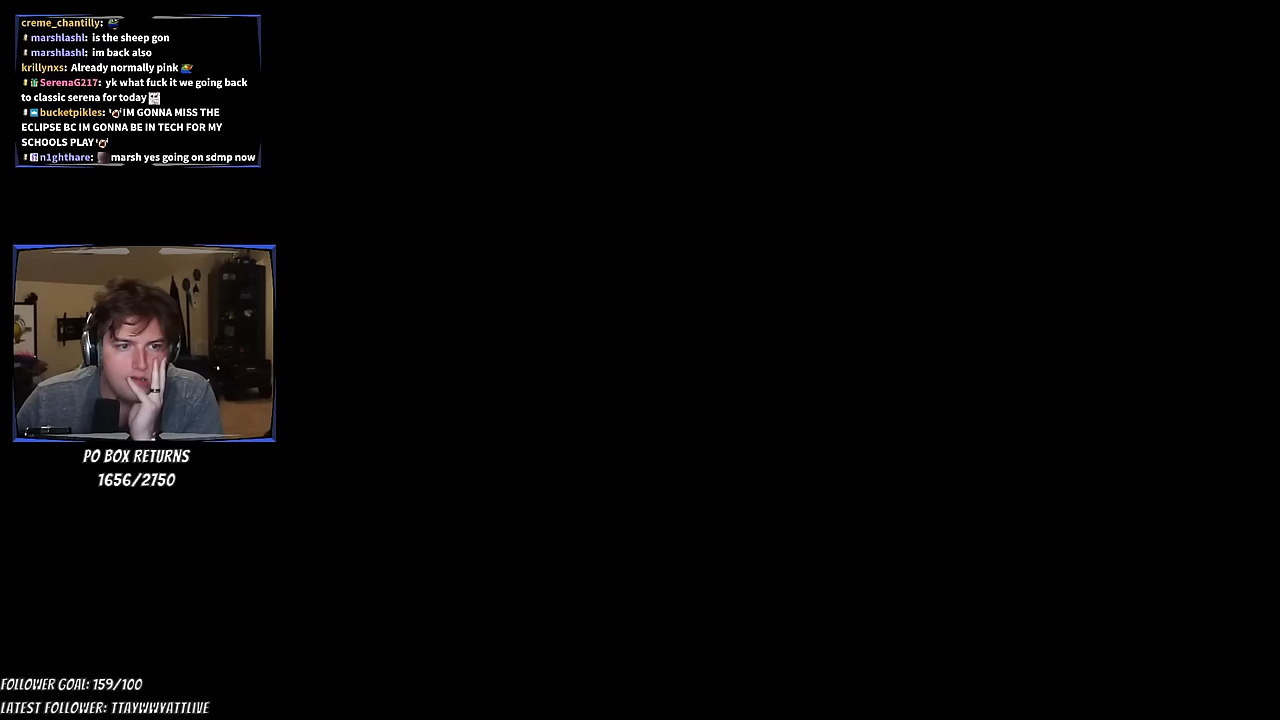 creme_chantilly:
marshlashl: is the sheep gon
marshlashl: im back also
krillynxs: Already normally pink
SerenaG217: yk what fuck it we going back
to classic serena for today
bucketpikles: IM GONNA MISS THE
ECLIPSE BC IM GONNA BE IN TECH FOR MY
SCHOOLS PLAY
n1ghthare: marsh yes going on sdmp now
PO BOX RETURNS
1656/2750
FOLLOWER GOAL: 159/100
LATEST FOLLOWER: TTAYWWYATTLIVE